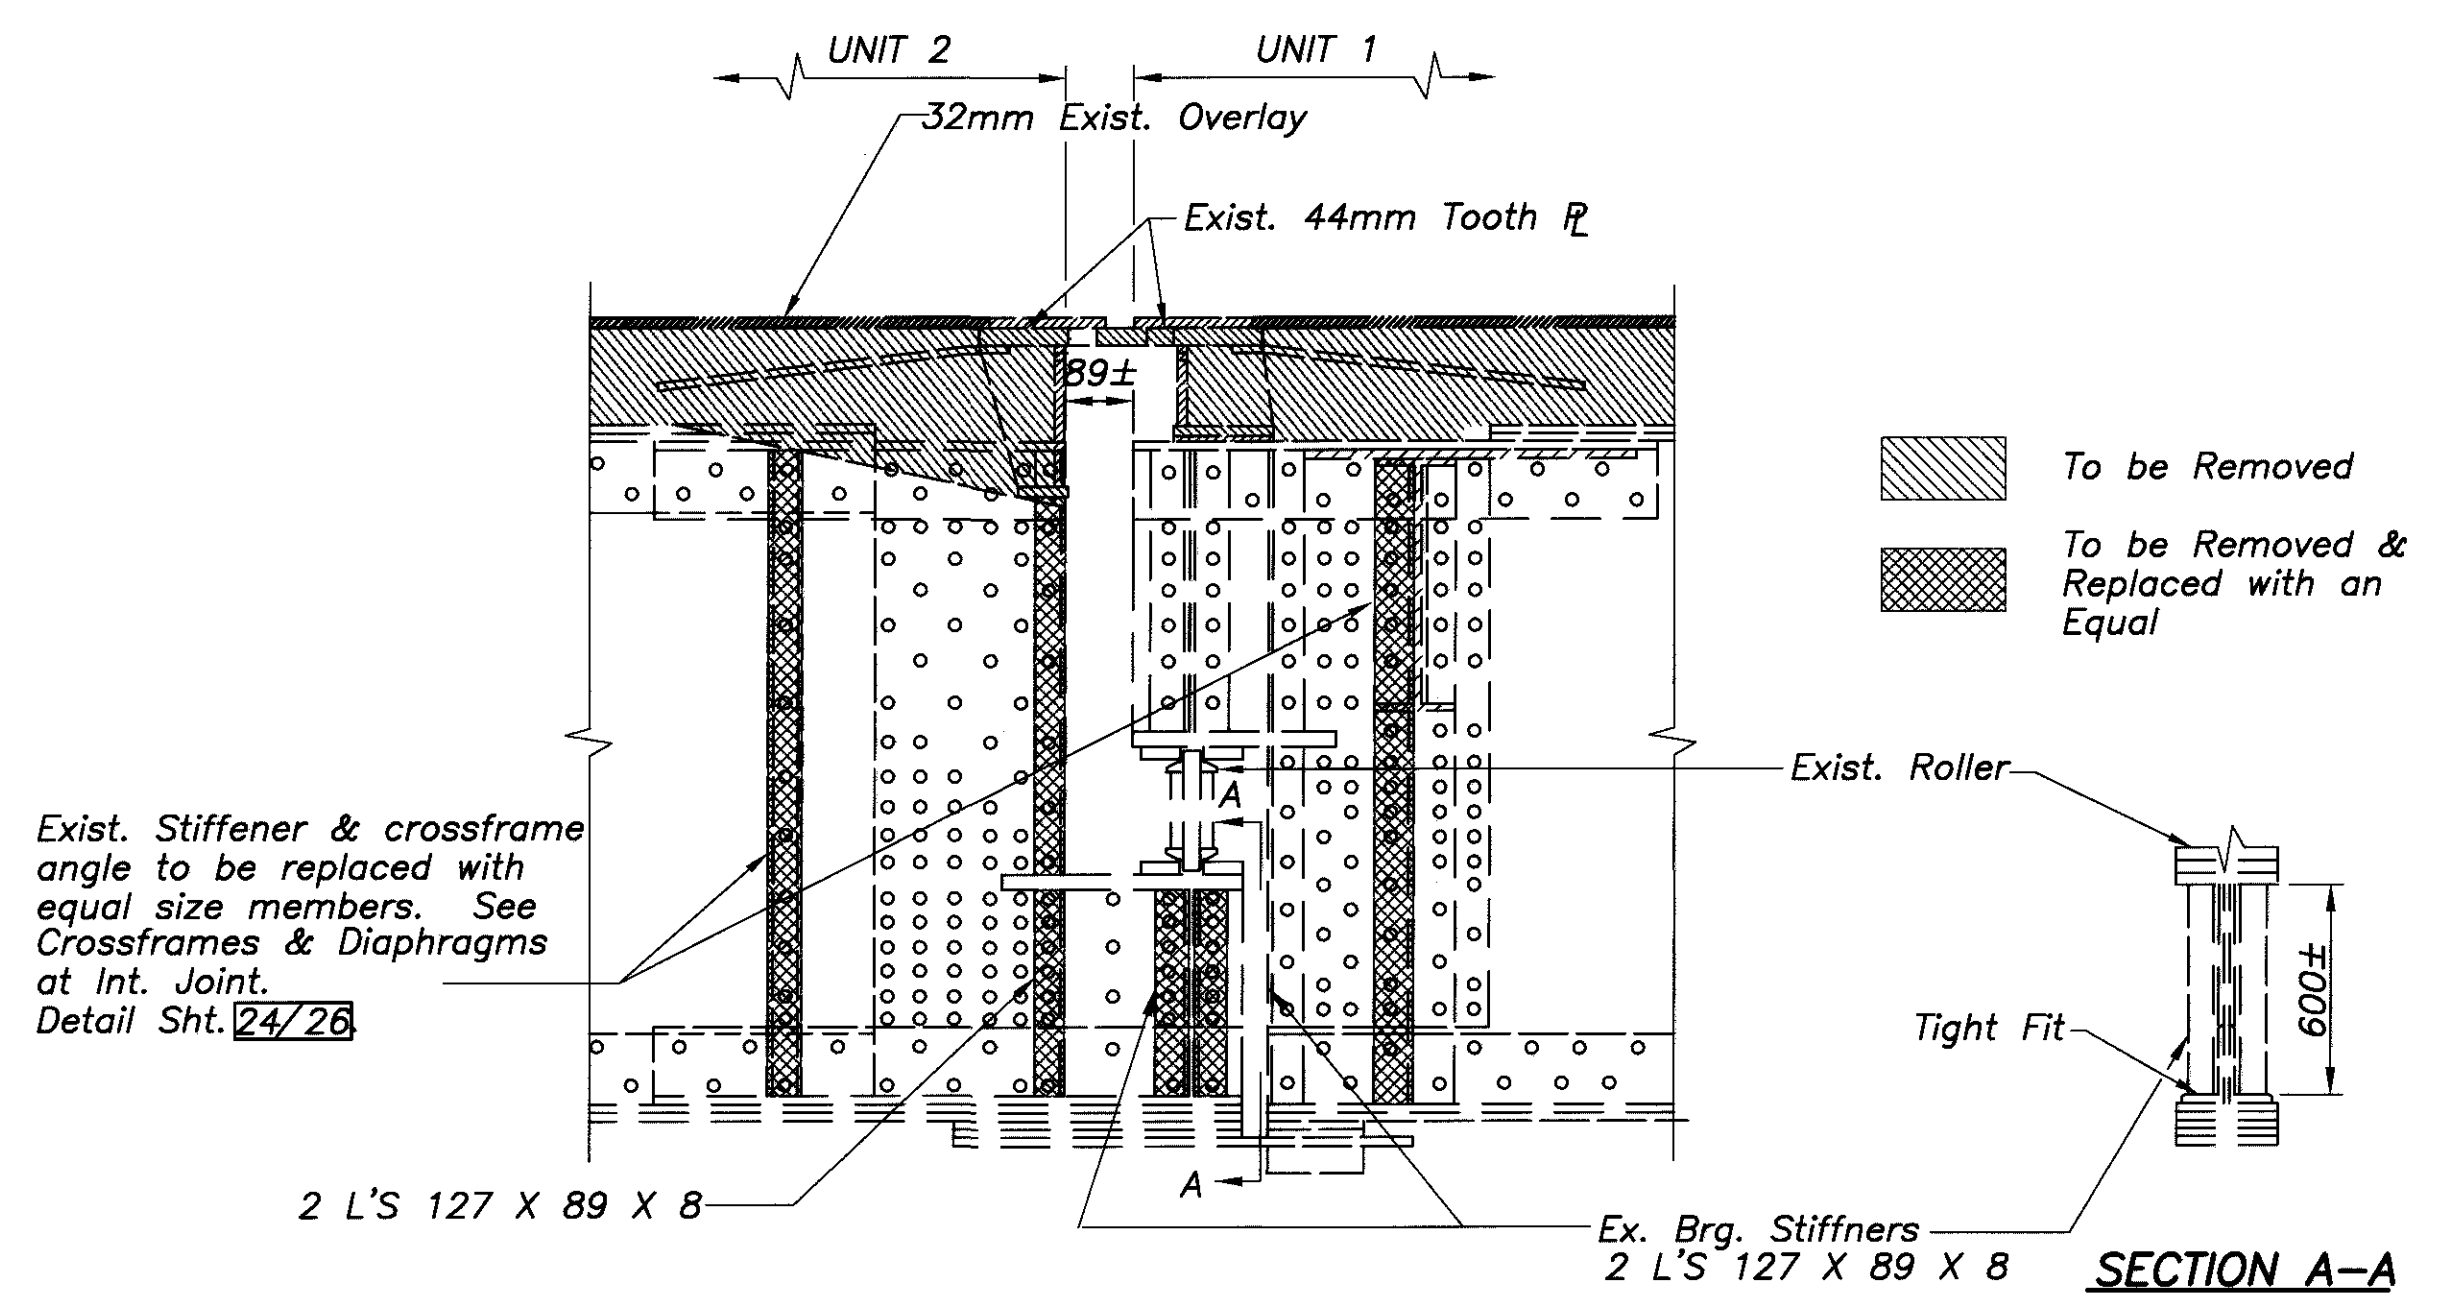 UNIT 2
UNIT 1
32mm Exist. Overlay
Exist. 44mm Tooth PL
89±
To be Removed
To be Removed &
Replaced with an
Equal
Exist. Roller
A
Exist. Stiffener & crossframe
angle to be replaced with
equal size members. See
Crossframes & Diaphragms
at Int. Joint.
Detail Sht. 24/26.
600±
Tight Fit
A
2 L'S 127 X 89 X 8
Ex. Brg. Stiffners
2 L'S 127 X 89 X 8
SECTION A-A